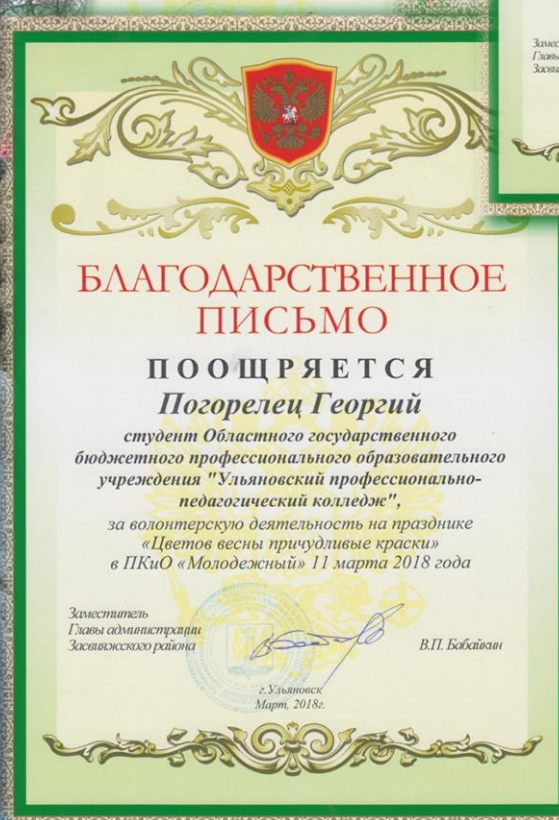 БЛАГОДАРСТВЕННОЕ
ПИСЬМО
ПООЩРЯЕТСЯ
Погорелец Георгий
студент Областного государственного
бюджетного профессионального образовательного
учреждения "Ульяновский профессионально-
педагогический колледж",
за волонтерскую деятельность на празднике
«Цветов весны причудливые краски»
в ПКиО «Молодежный» 11 марта 2018 года
Заместитель
Главы администрации
Засвияжского района
В.П. Бабайкин
г.Ульяновск
Март, 2018г.